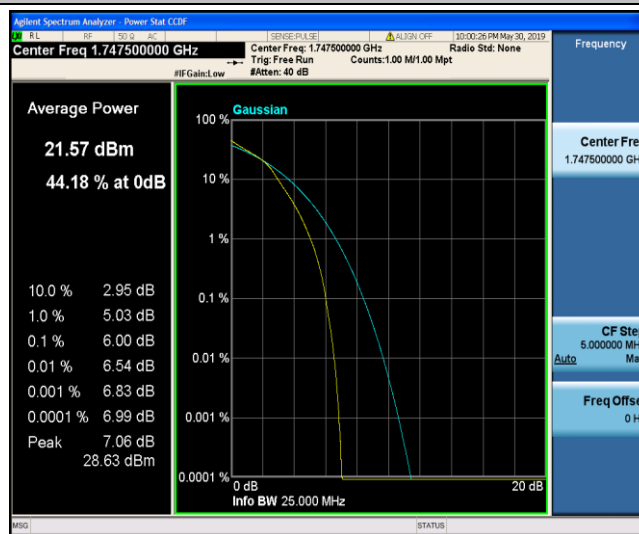 Agilent Spectrum Analyzer - Power Stat CCDF
RL RF 50 Ω AC SENSE:PULSE ALIGN OFF 10:00:26 PM May 30, 2019
Center Freq 1.747500000 GHz
Center Freq: 1.747500000 GHz Radio Std: None
Trig: Free Run Counts:1.00 M/1.00 Mpt
#IFGain:Low #Atten: 40 dB
Frequency
Average Power
21.57 dBm
44.18 % at 0dB
10.0 % 2.95 dB
1.0 % 5.03 dB
0.1 % 6.00 dB
0.01 % 6.54 dB
0.001 % 6.83 dB
0.0001 % 6.99 dB
Peak 7.06 dB
28.63 dBm
Gaussian
100 %
10 %
1 %
0.1 %
0.01 %
0.001 %
0.0001 %
0 dB 20 dB
Info BW 25.000 MHz
Center Fre
1.747500000 GH
CF Ste
5.000000 MH
Auto Ma
Freq Offse
0 H
MSG STATUS